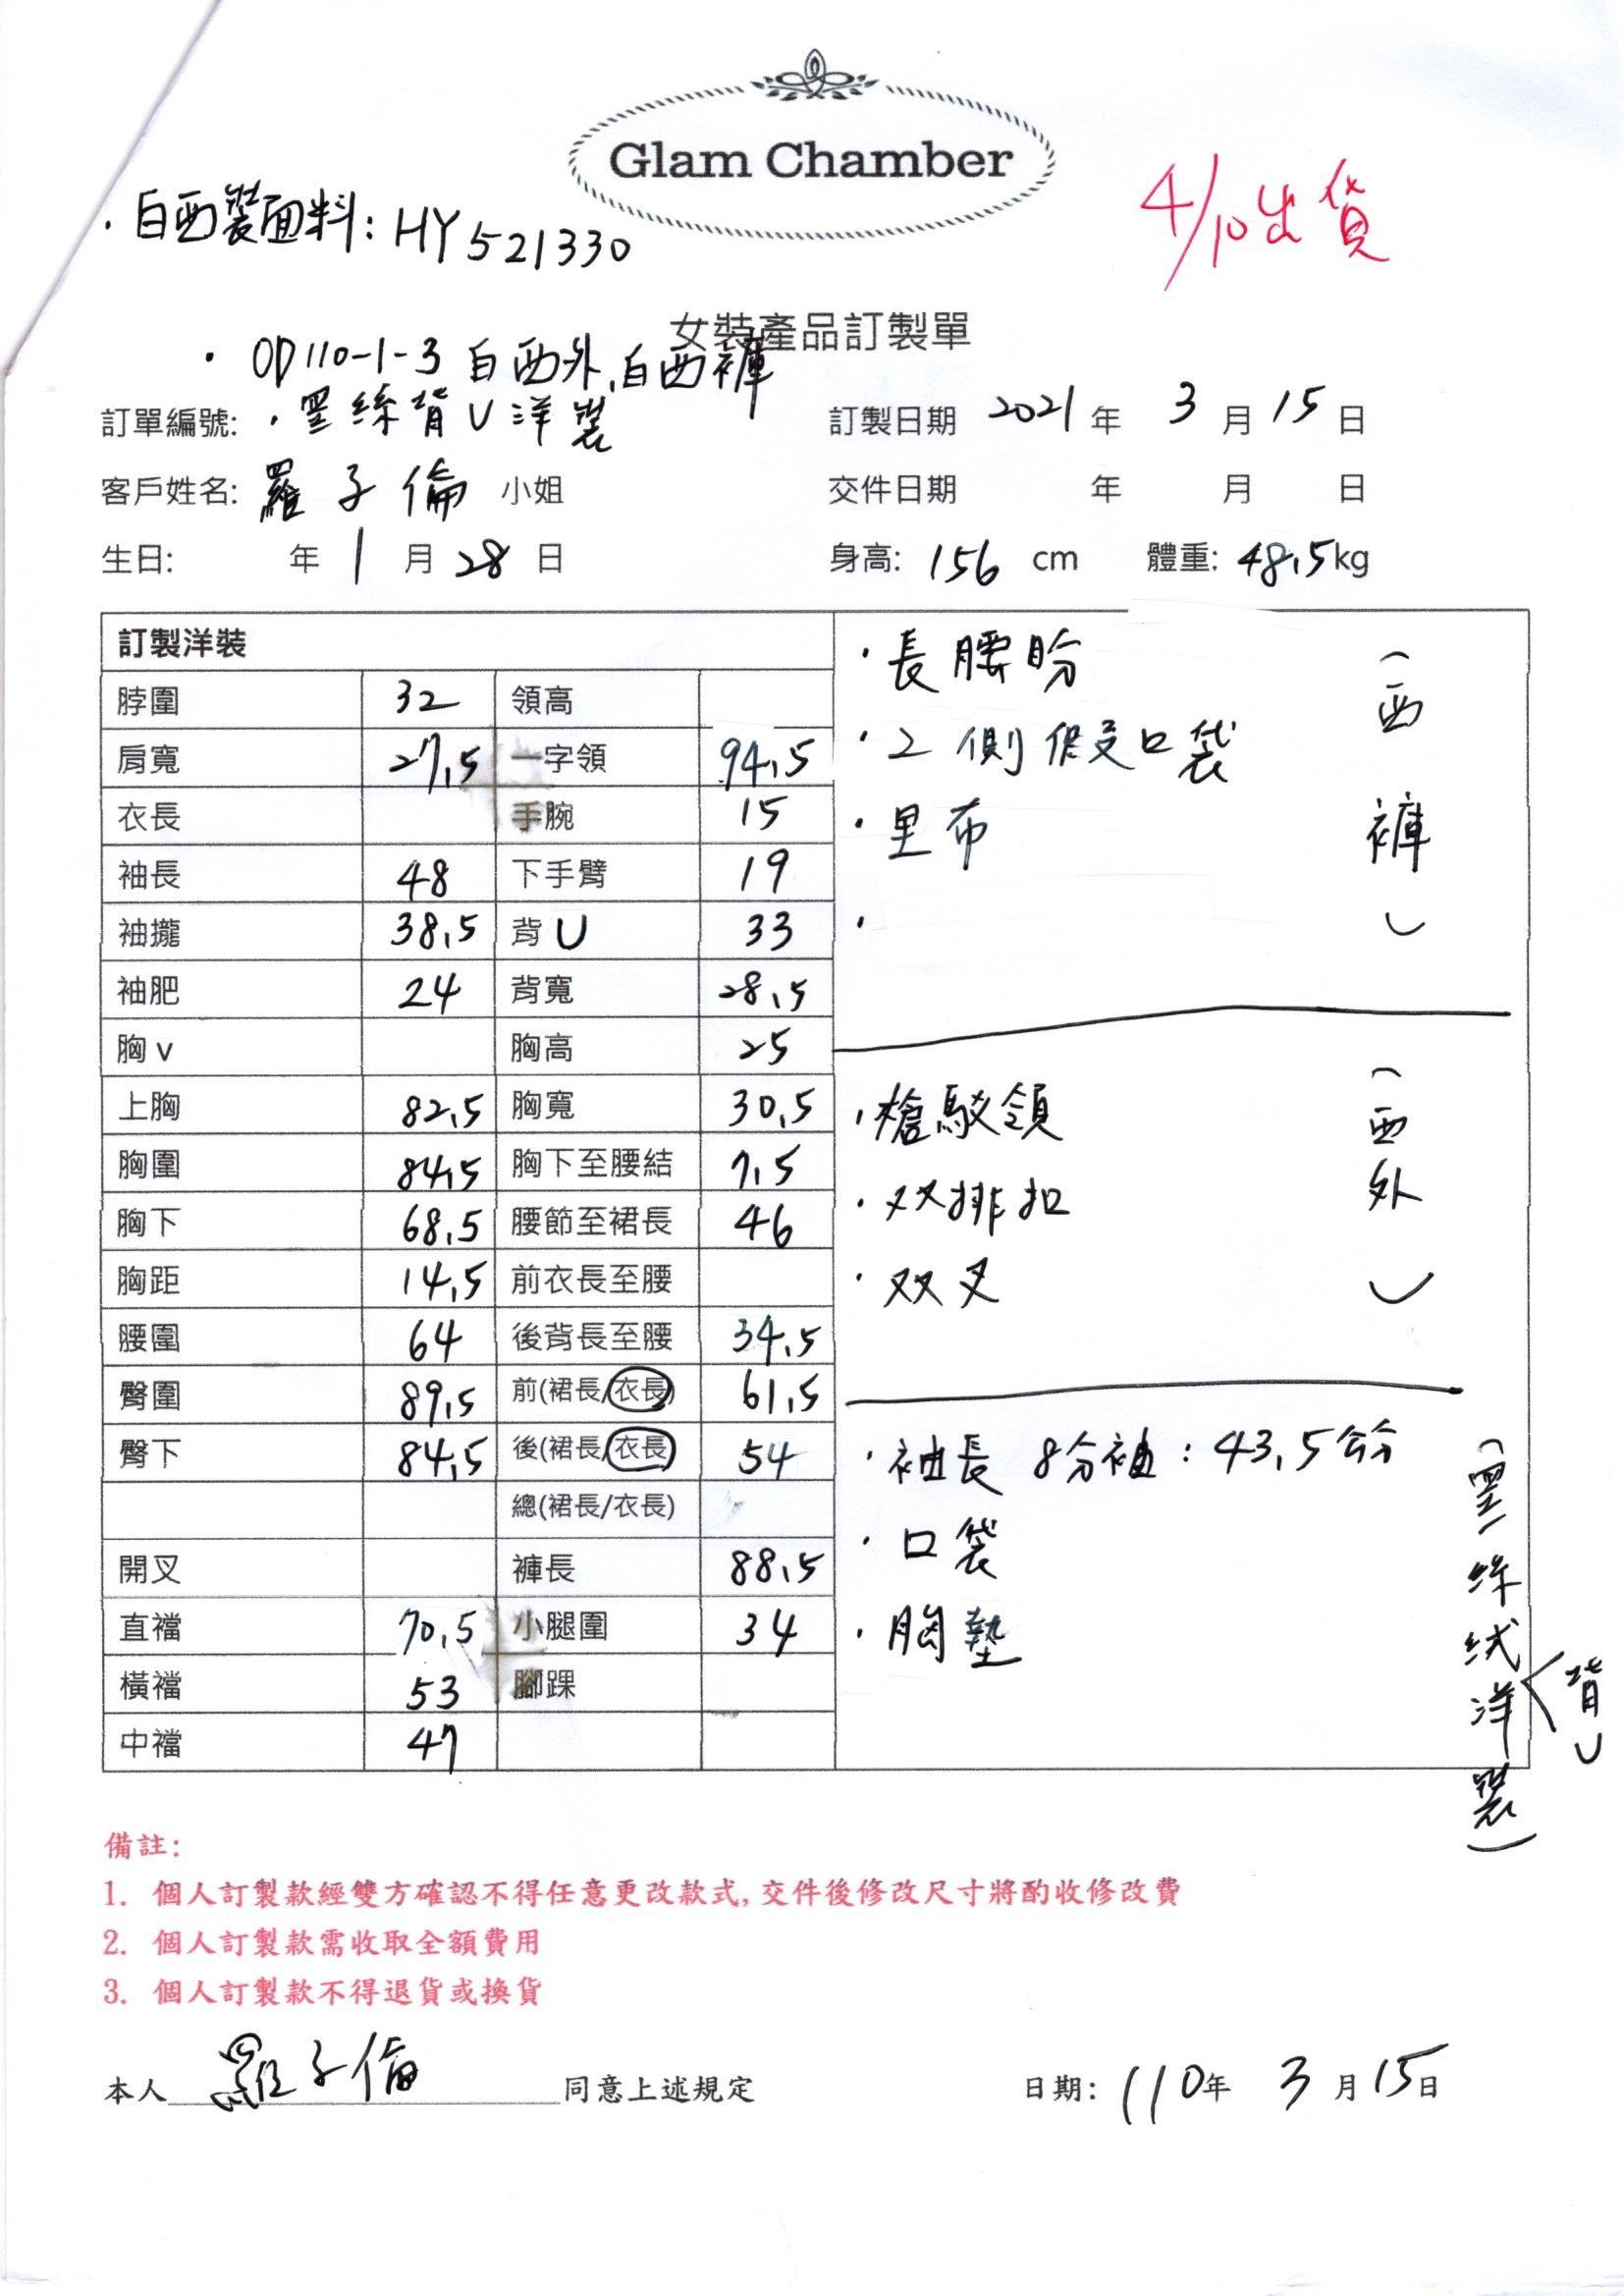 Glam Chamber
4/10出貨
·白西裝面料:HY521330
女裝產品訂製單
·OD110-1-3 白西外、白西褲
訂單編號: ·墨絲背U洋裝 訂製日期 2021年 3月15日
客戶姓名: 羅子倫 小姐 交件日期 年 月 日
生日: 年 1月28日 身高: 156 cm 體重: 48.5kg
訂製洋裝
脖圍 32 領高
肩寬 27.5 一字領 94.5
衣長 手腕 15
袖長 48 下手臂 19
袖攏 38.5 背U 33
袖肥 24 背寬 28.5
胸v 胸高 25
上胸 82.5 胸寬 30.5
胸圍 84.5 胸下至腰結 7.5
胸下 68.5 腰節至裙長 46
胸距 14.5 前衣長至腰
腰圍 64 後背長至腰 34.5
臀圍 89.5 前(裙長/衣長) 61.5
臀下 84.5 後(裙長/衣長) 54
總(裙長/衣長)
開叉 褲長 88.5
直襠 70.5 小腿圍 34
橫襠 53 腳踝
中襠 47
(西褲)
·長腰
·2側 口袋
·里布
·
(西外)
·槍駁領
·双排扣
·双叉
(墨絲絨洋裝)
背U
·袖長 8分袖:43.5公分
·口袋
·胸墊
備註:
1. 個人訂製款經雙方確認不得任意更改款式,交件後修改尺寸將酌收修改費
2. 個人訂製款需收取全額費用
3. 個人訂製款不得退貨或換貨
本人 羅子倫 同意上述規定 日期: 110年 3月15日